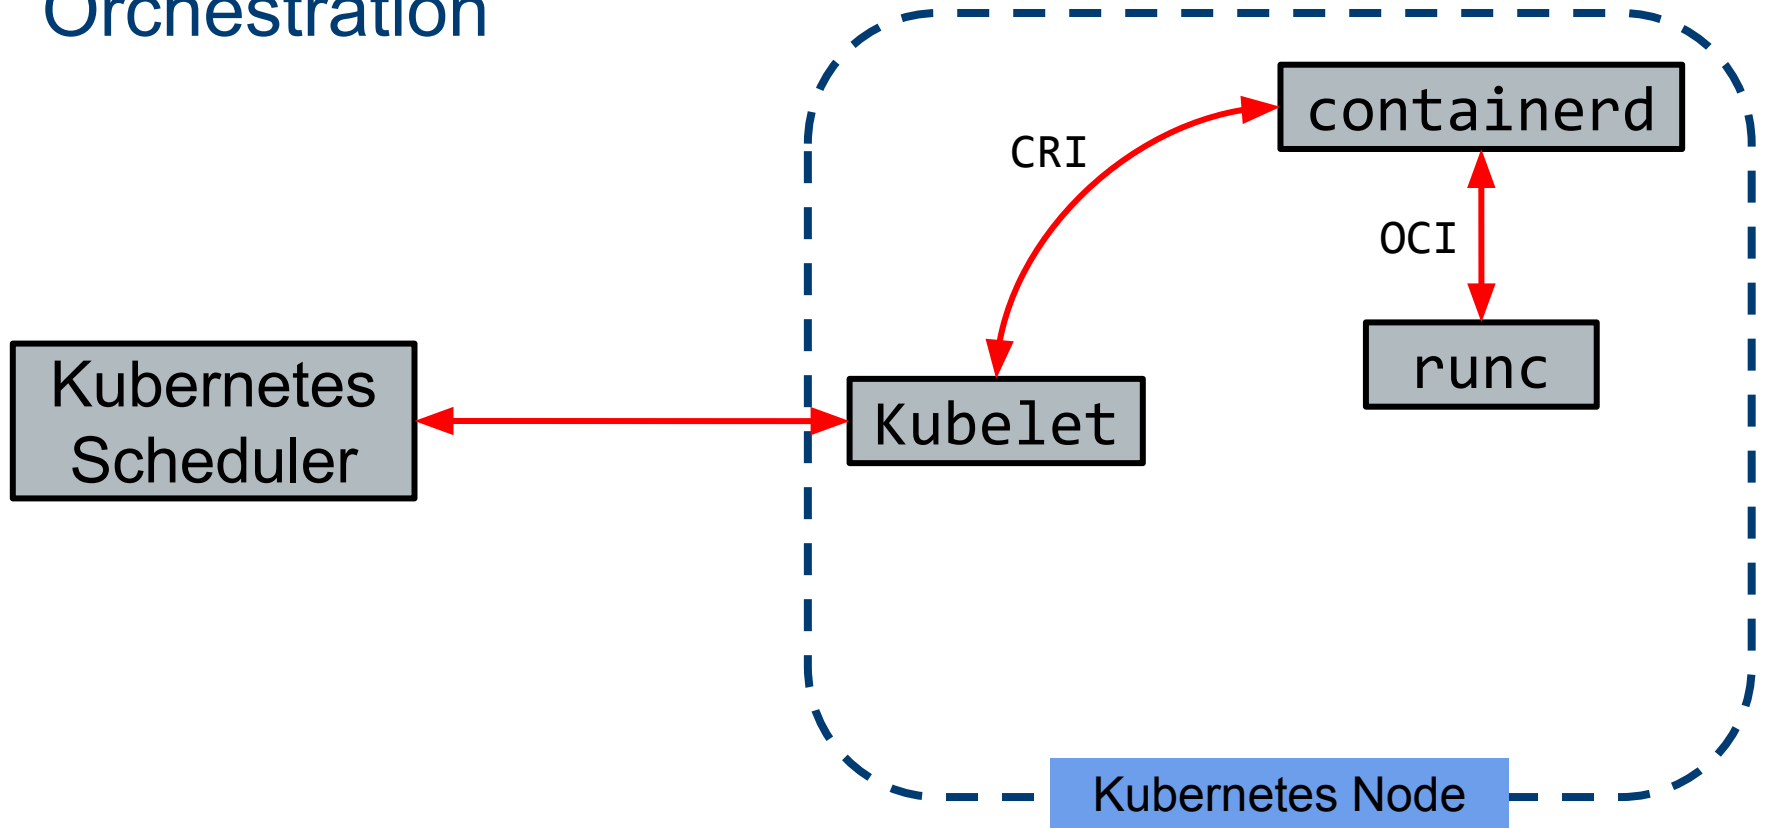 Orchestration
containerd
CRI
OCI
runc
Kubernetes
Scheduler
Kubelet
Kubernetes Node